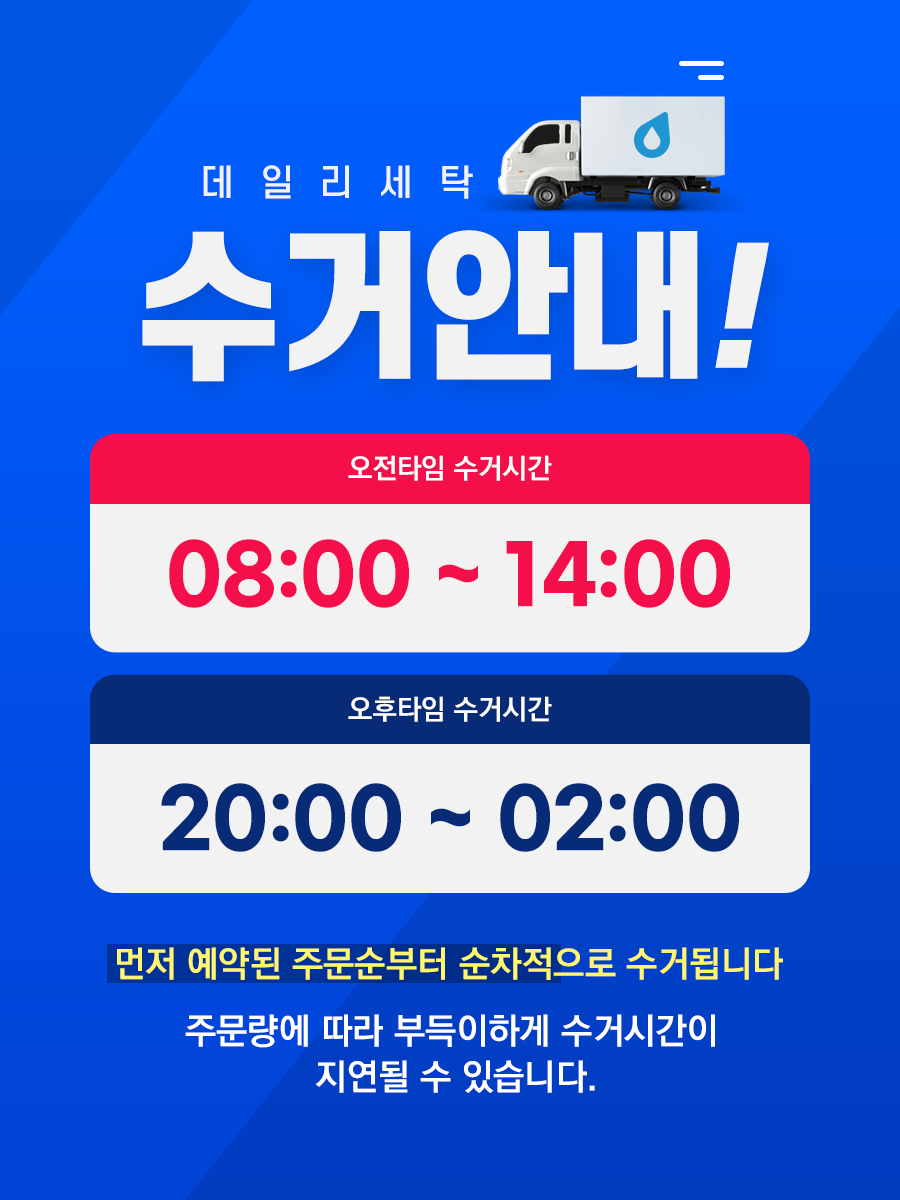 데일리세탁
수거안내!
오전타임 수거시간
08:00 ~ 14:00
오후타임 수거시간
20:00 ~ 02:00
먼저 예약된 주문순부터 순차적으로 수거됩니다
주문량에 따라 부득이하게 수거시간이
지연될 수 있습니다.